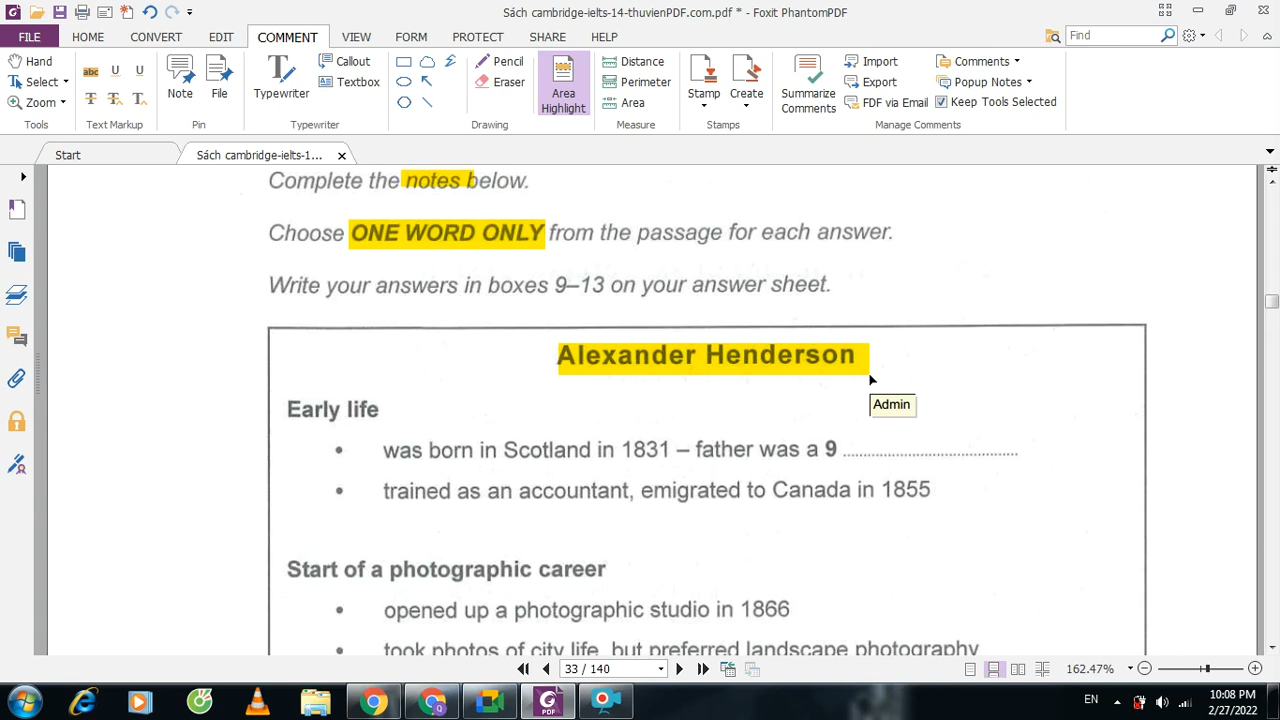 Sách cambridge-ielts-14-thuvienPDF.com.pdf * - Foxit PhantomPDF
FILE HOME CONVERT EDIT COMMENT VIEW FORM PROTECT SHARE HELP Find
Hand
Select
Zoom
Tools
abc U U
T T T
Text Markup
Note
File
Pin
Typewriter
Callout
Textbox
Typewriter
Pencil
Eraser
Drawing
Area Highlight
Distance
Perimeter
Area
Measure
Stamp
Create
Stamps
Summarize Comments
Import
Export
FDF via Email
Comments
Popup Notes
Keep Tools Selected
Manage Comments
Start
Sách cambridge-ielts-1...
Complete the notes below.
Choose ONE WORD ONLY from the passage for each answer.
Write your answers in boxes 9–13 on your answer sheet.
Alexander Henderson
Admin
Early life
• was born in Scotland in 1831 – father was a 9 ..............................
• trained as an accountant, emigrated to Canada in 1855
Start of a photographic career
• opened up a photographic studio in 1866
• took photos of city life, but preferred landscape photography
33 / 140
162.47%
EN
10:08 PM
2/27/2022
PDF